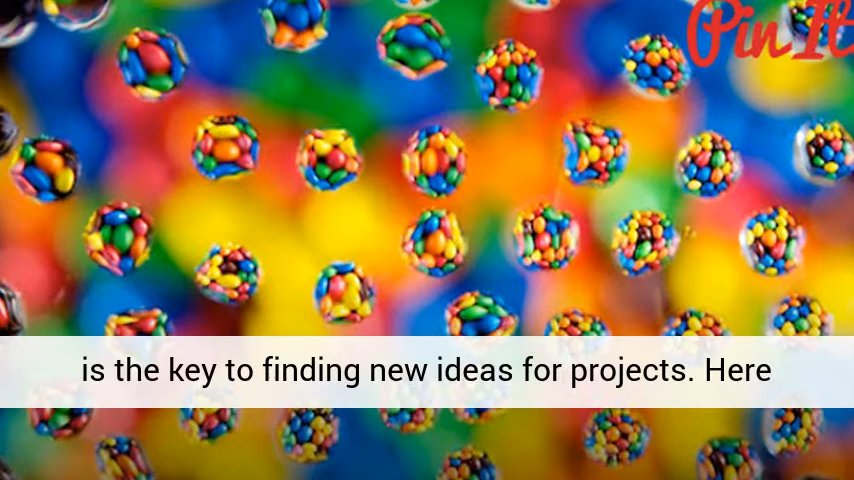 Pin It
is the key to finding new ideas for projects. Here